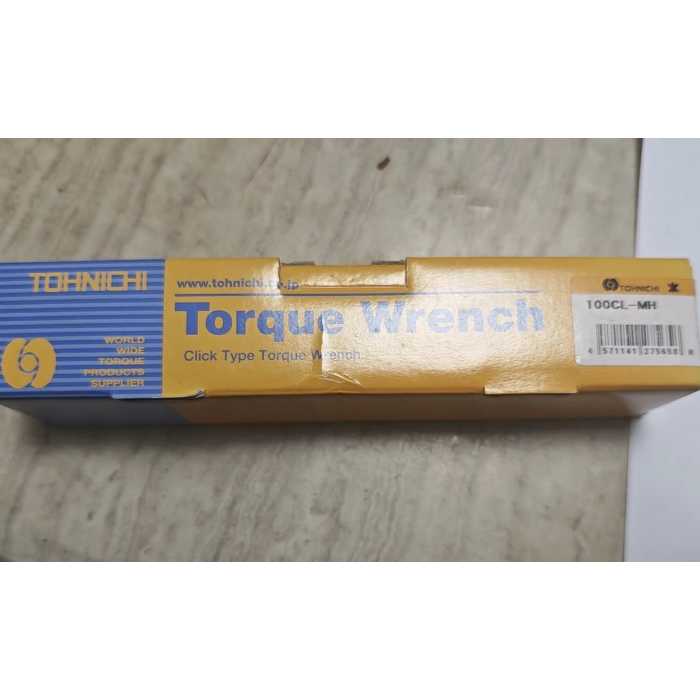 TOHNICHI
WORLD
WIDE
TORQUE
PRODUCTS
SUPPLIER
www.tohnichi.co.jp
Torque Wrench
Click Type Torque Wrench
TOHNICHI
100CL-MH